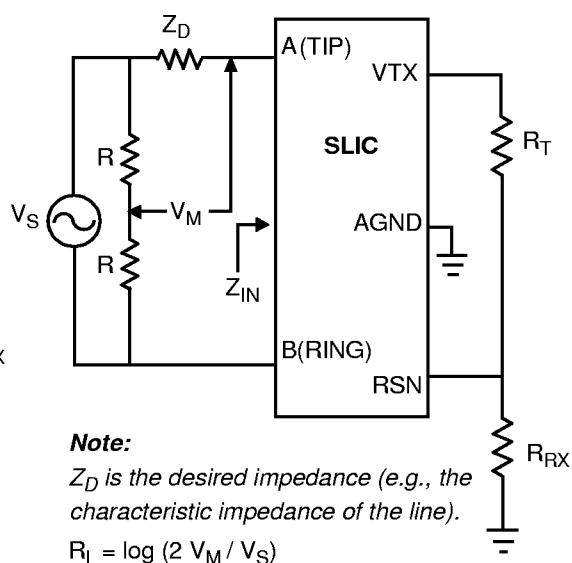 Z_D
A(TIP)
VTX
R
SLIC
R_T
V_S
V_M
AGND
R
Z_IN
X
B(RING)
RSN
R_RX
Note:
Z_D is the desired impedance (e.g., the
characteristic impedance of the line).
R_L = log (2 V_M / V_S)